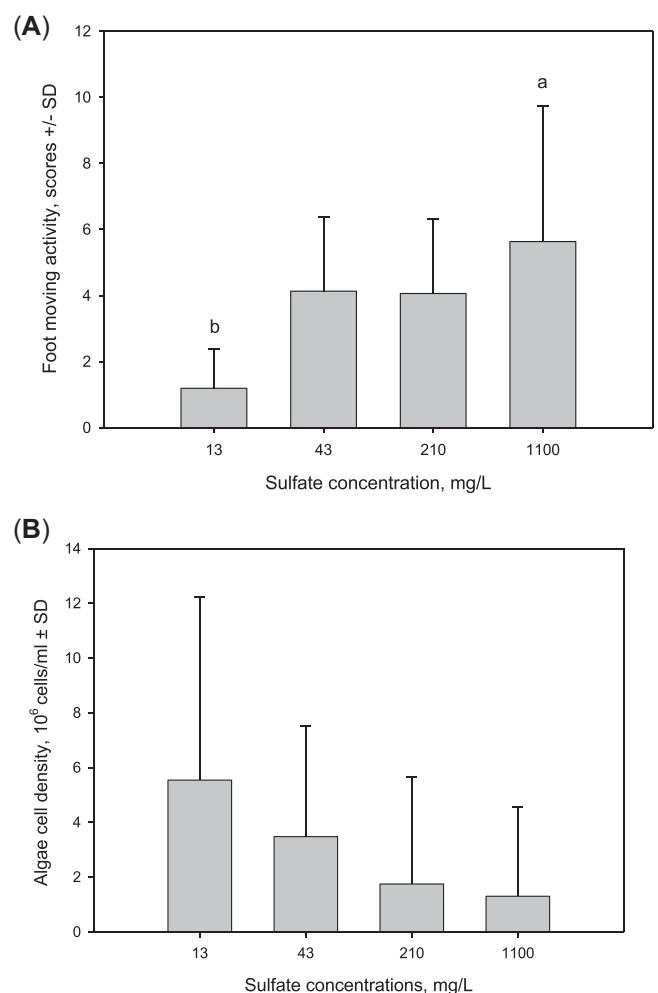 (A)
Foot moving activity, scores +/- SD
12
10
8
6
4
2
0
b
a
13 43 210 1100
Sulfate concentration, mg/L
(B)
Algae cell density, 10⁶ cells/ml ± SD
14
12
10
8
6
4
2
0
13 43 210 1100
Sulfate concentrations, mg/L